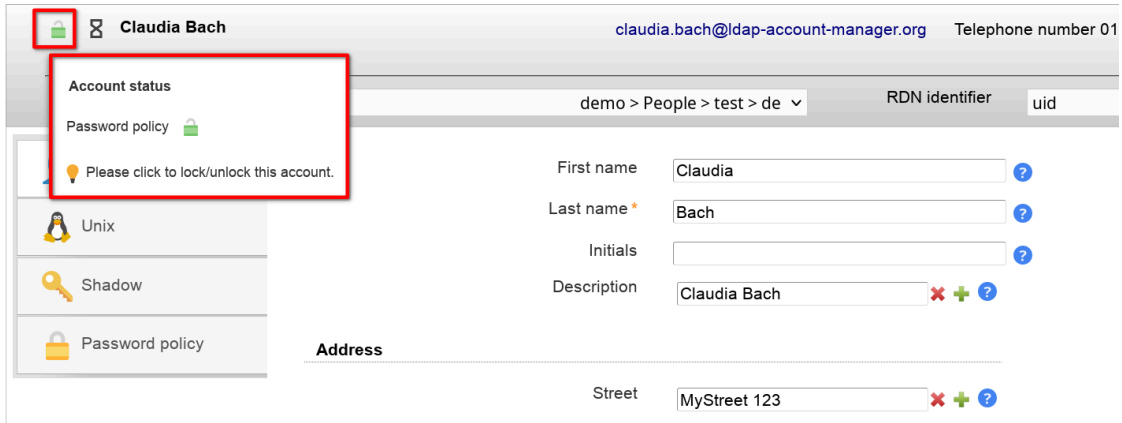 Claudia Bach
claudia.bach@ldap-account-manager.org
Telephone number 01
Account status
Password policy
Please click to lock/unlock this account.
demo > People > test > de
RDN identifier
uid
Unix
Shadow
Password policy
First name
Claudia
Last name *
Bach
Initials
Description
Claudia Bach
Address
Street
MyStreet 123